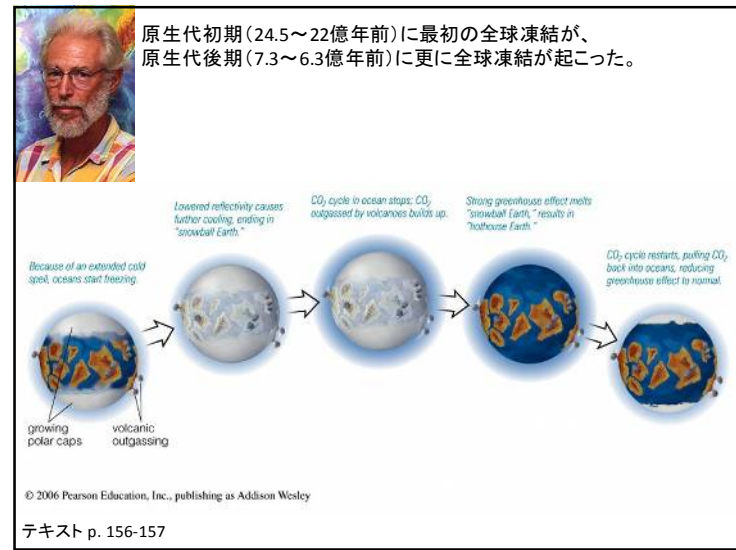 原生代初期（24.5～22億年前）に最初の全球凍結が、
原生代後期（7.3～6.3億年前）に更に全球凍結が起こった。
Because of an extended cold
spell, oceans start freezing.
Lowered reflectivity causes
further cooling, ending in
"snowball Earth."
CO2 cycle in ocean stops; CO2
outgassed by volcanoes builds up.
Strong greenhouse effect melts
"snowball Earth," results in
"hothouse Earth."
CO2 cycle restarts, pulling CO2
back into oceans, reducing
greenhouse effect to normal.
growing
polar caps
volcanic
outgassing
© 2006 Pearson Education, Inc., publishing as Addison Wesley
テキスト p. 156-157